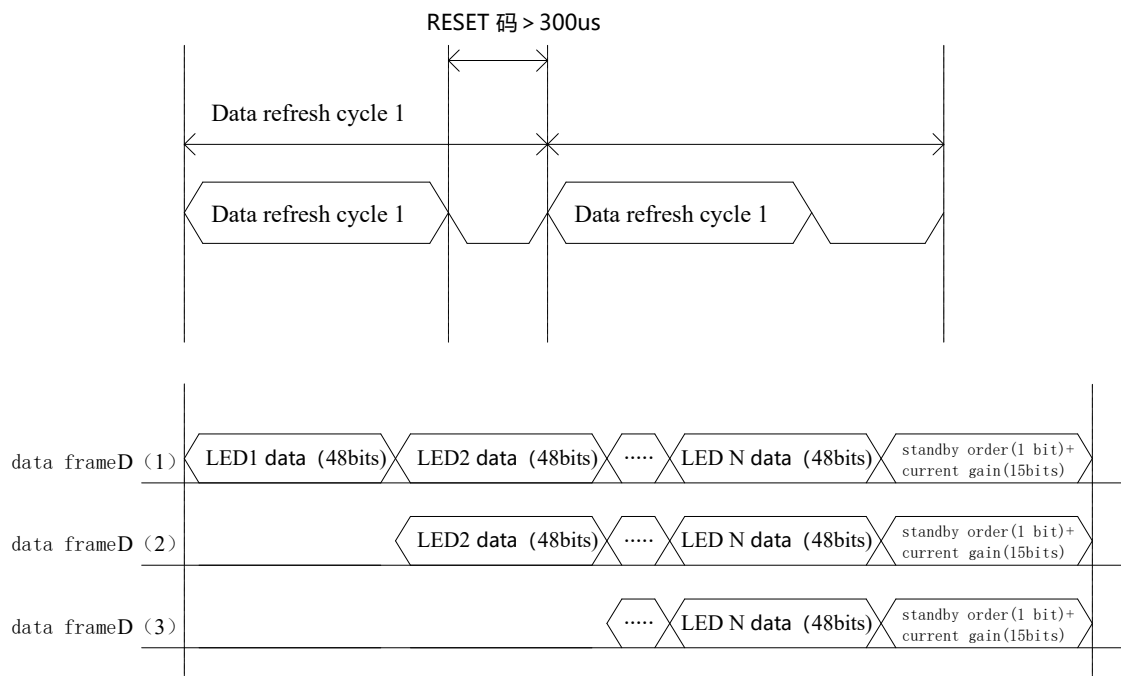 RESET 码 > 300us
Data refresh cycle 1
Data refresh cycle 1
Data refresh cycle 1
data frameD（1）
LED1 data（48bits)
LED2 data（48bits)
·····
LED N data（48bits)
standby order(1 bit)+
current gain(15bits)
data frameD（2）
LED2 data（48bits)
·····
LED N data（48bits)
standby order(1 bit)+
current gain(15bits)
data frameD（3）
·····
LED N data（48bits)
standby order(1 bit)+
current gain(15bits)